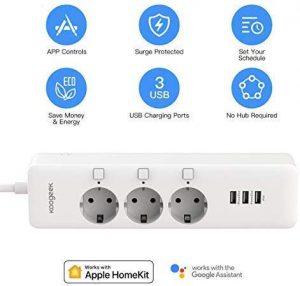 APP Controls
Surge Protected
Set Your
Schedule
ECO
3
USB
Save Money
& Energy
USB Charging Ports
No Hub Required
KOOGEEK
Works with
Apple HomeKit
works with the
Google Assistant